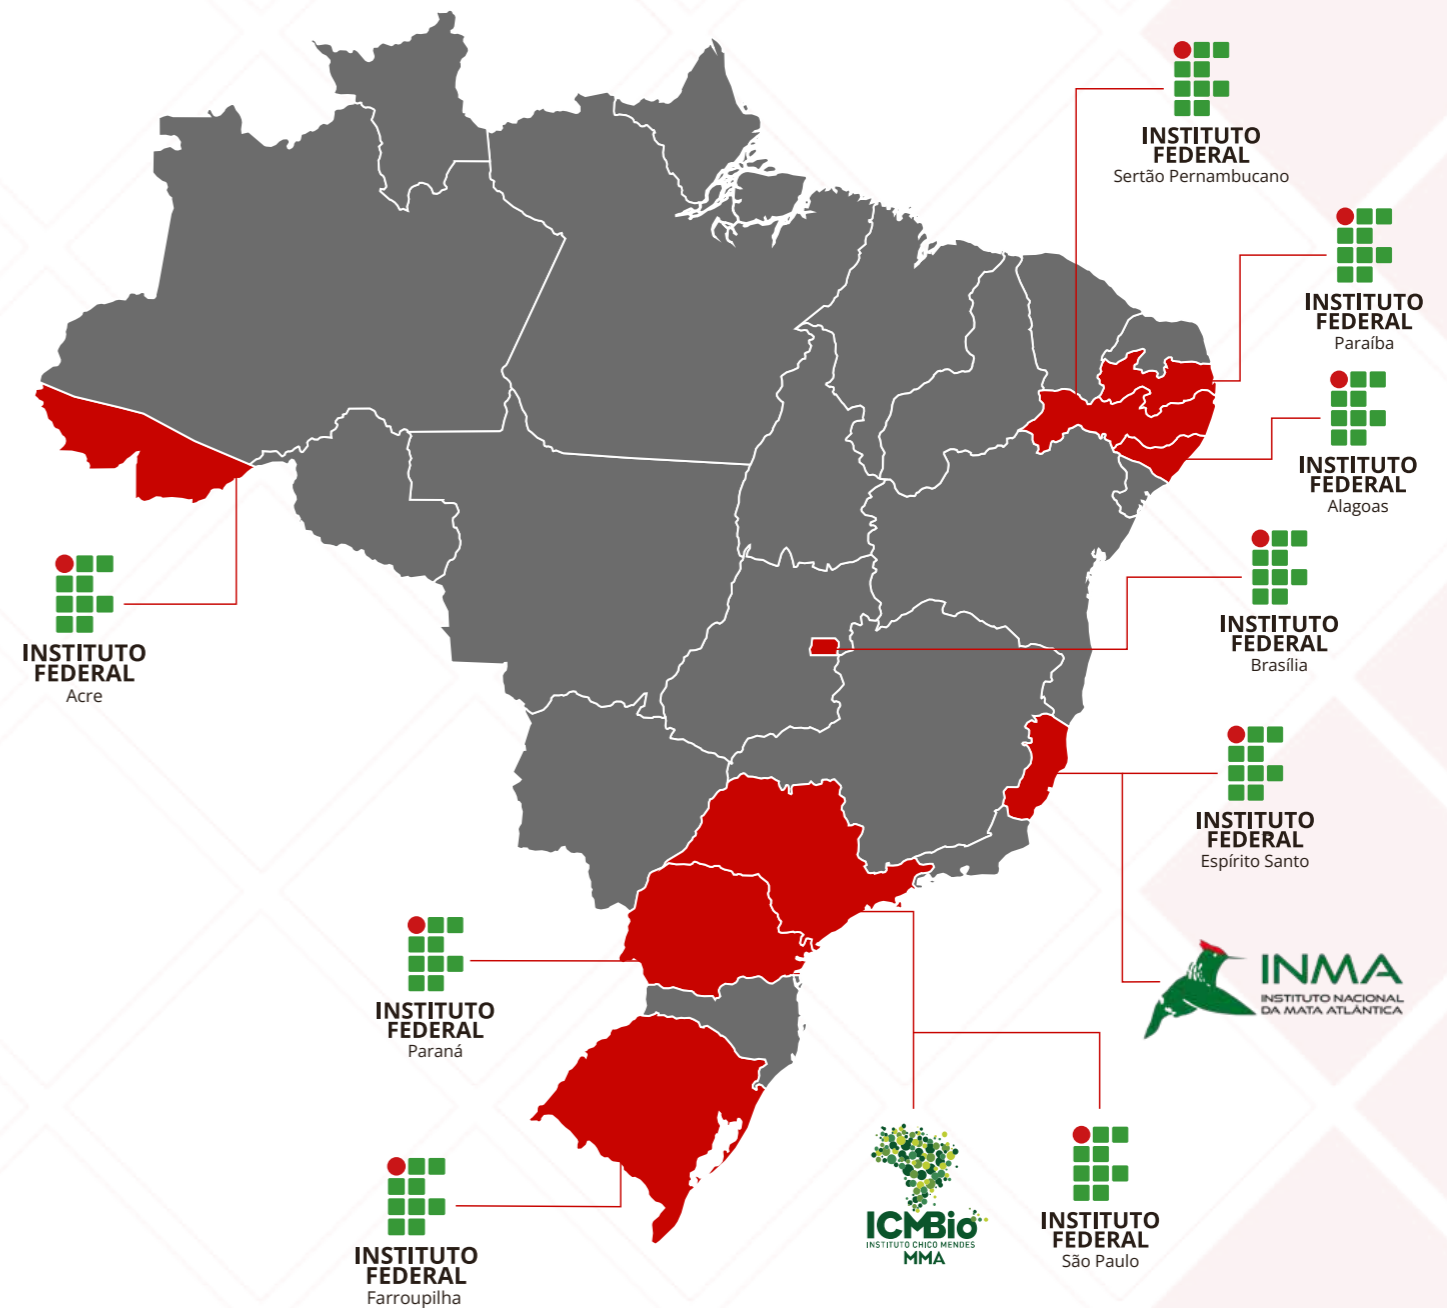 INSTITUTO
FEDERAL
Sertão Pernambucano
INSTITUTO
FEDERAL
Paraíba
INSTITUTO
FEDERAL
Alagoas
INSTITUTO
FEDERAL
Brasília
INSTITUTO
FEDERAL
Acre
INSTITUTO
FEDERAL
Espírito Santo
INMA
INSTITUTO NACIONAL
DA MATA ATLÂNTICA
INSTITUTO
FEDERAL
Paraná
ICMBio
INSTITUTO CHICO MENDES
MMA
INSTITUTO
FEDERAL
São Paulo
INSTITUTO
FEDERAL
Farroupilha